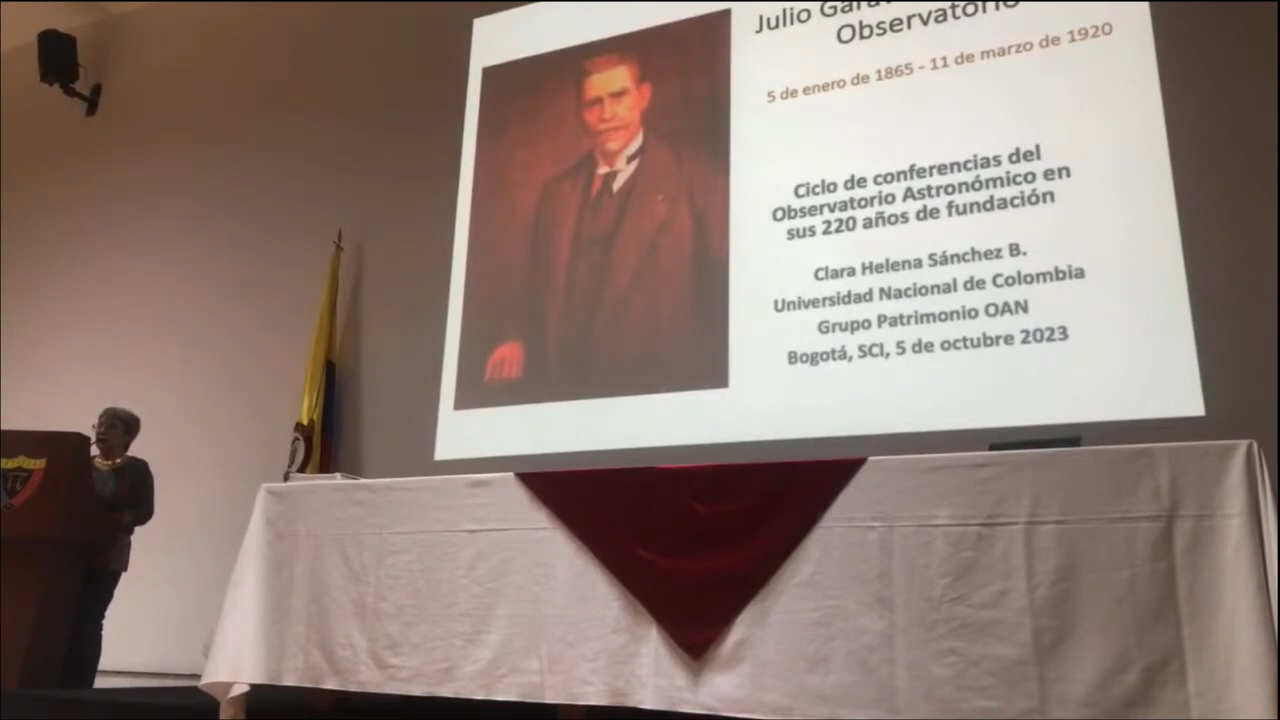 Julio
Observatorio
5 de enero de 1865 - 11 de marzo de 1920
Ciclo de conferencias del
Observatorio Astronómico en
sus 220 años de fundación
Clara Helena Sánchez B.
Universidad Nacional de Colombia
Grupo Patrimonio OAN
Bogotá, SCI, 5 de octubre 2023